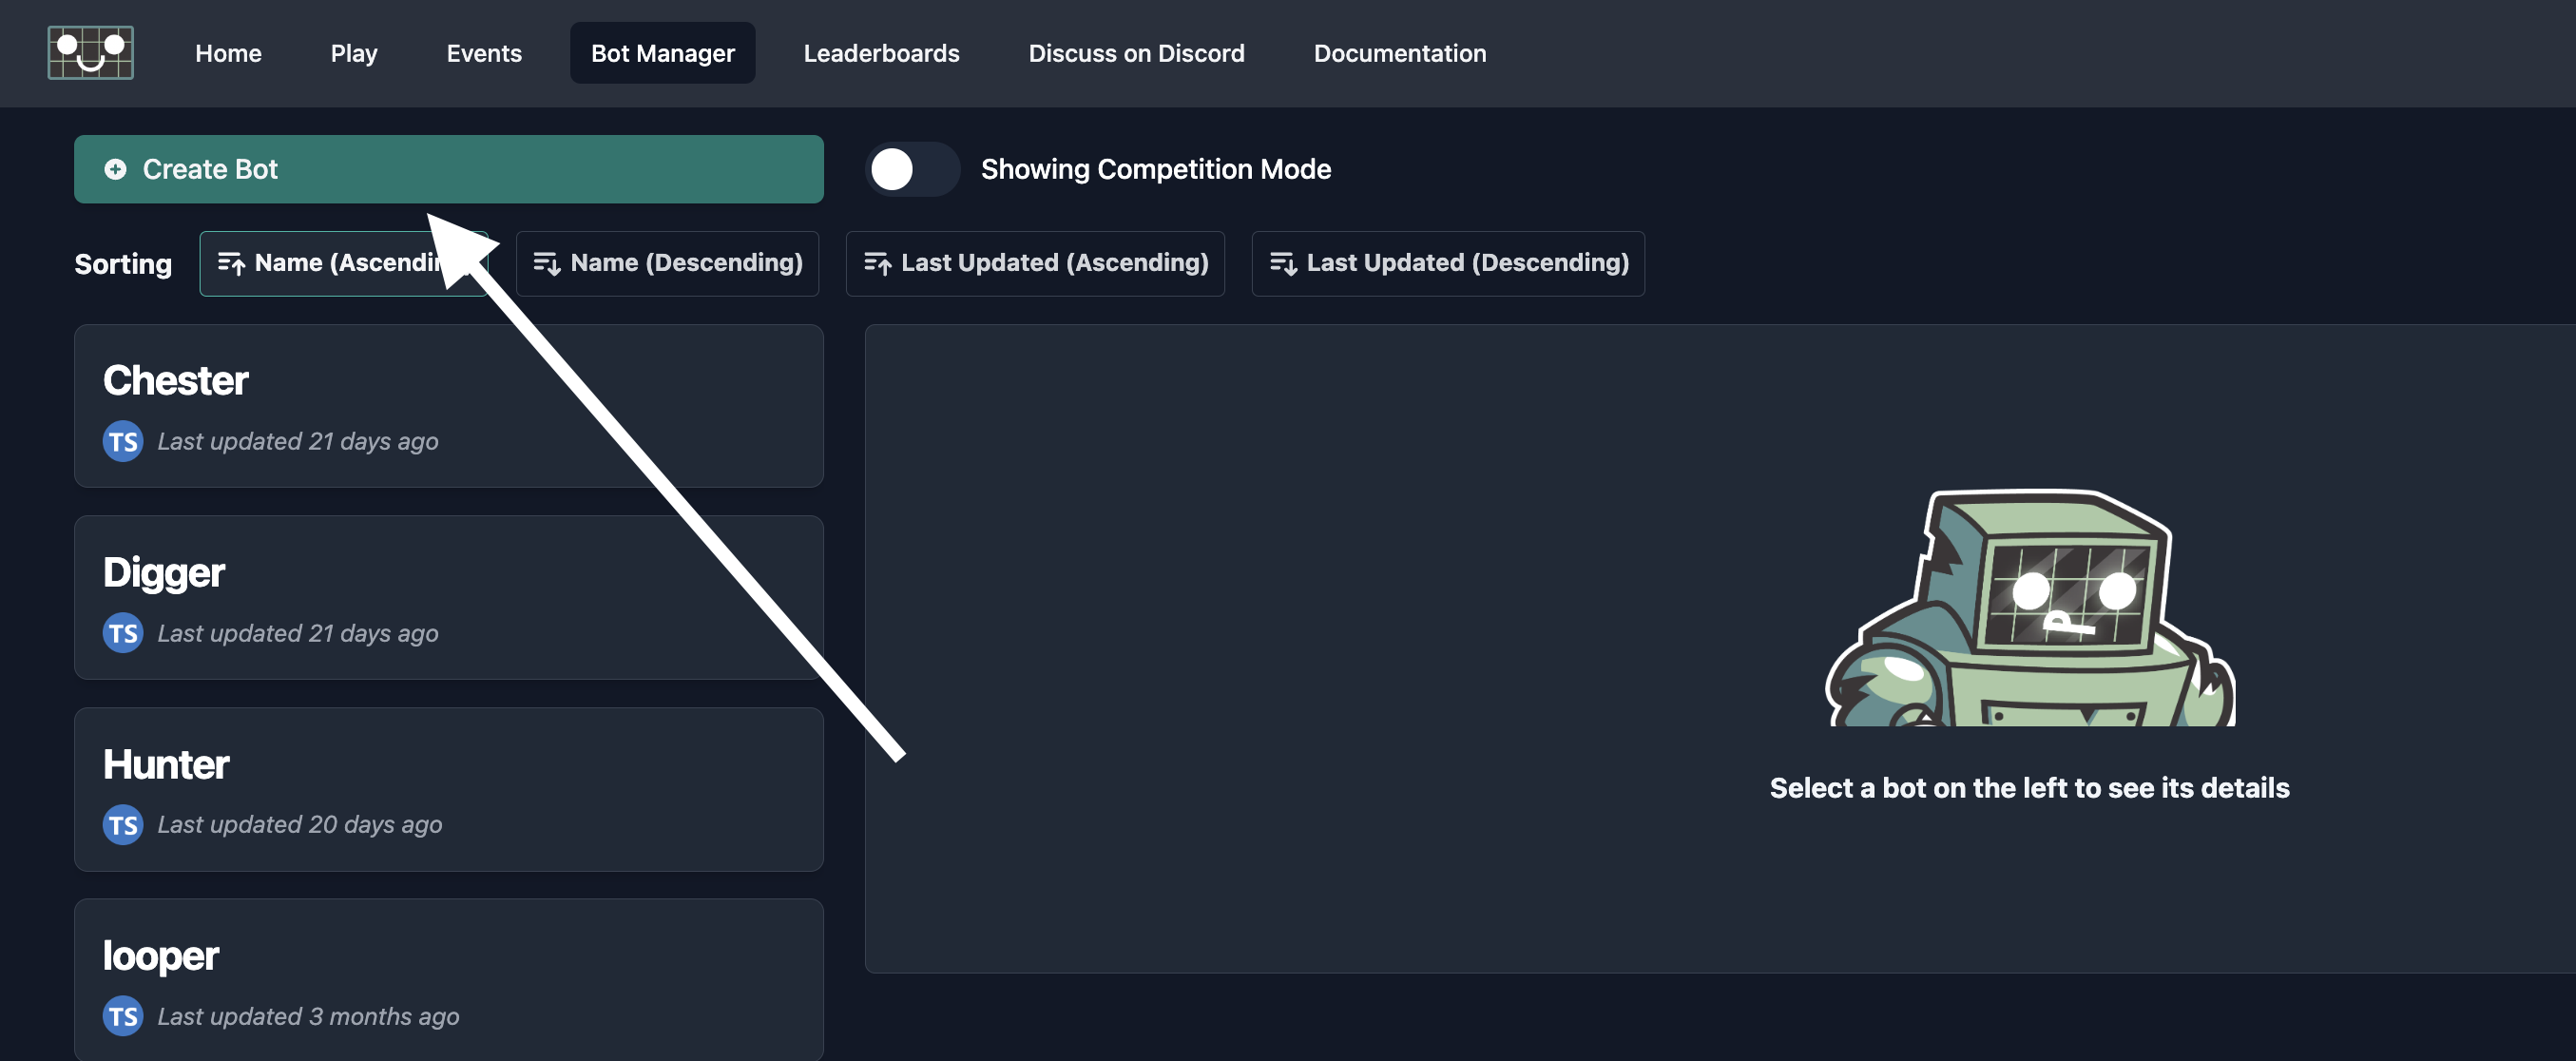 Home Play Events Bot Manager Leaderboards Discuss on Discord Documentation
Create Bot
Showing Competition Mode
Sorting Name (Ascendin Name (Descending) Last Updated (Ascending) Last Updated (Descending)
Chester
TS Last updated 21 days ago
Digger
TS Last updated 21 days ago
Hunter
TS Last updated 20 days ago
looper
TS Last updated 3 months ago
Select a bot on the left to see its details